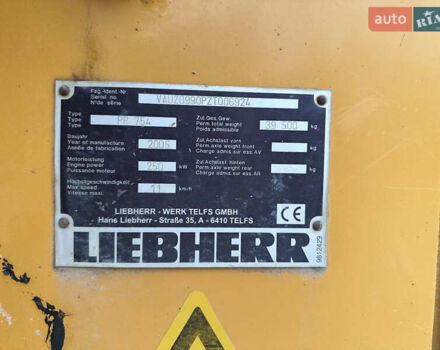 auto RIA
Fzg.-Ident.-Nr.
Serial no. VAUZ0990PZT006924
N°de série
Type
Type PR 754
Type
Zul.Ges.Gew.
Perm.total weight 39 500 kg
Poids admissible
Baujahr
Year of manufacture 2005
Année de fabrication
Zul.Achslast vorn
Perm.axle weight front kg
Charge admis.sur ess.AV
Motorleistung
Engine power 250 kW
Puissance moteur
Zul.Achslast hinten
Perm.axle weight rear kg
Charge admis.sur ess.AR
Höchstgeschwindigkeit
Max speed 11 km/h
Vitesse maxi.
LIEBHERR - WERK TELFS GMBH
Hans Liebherr - Straße 35, A - 6410 TELFS
CE
LIEBHERR
9812429